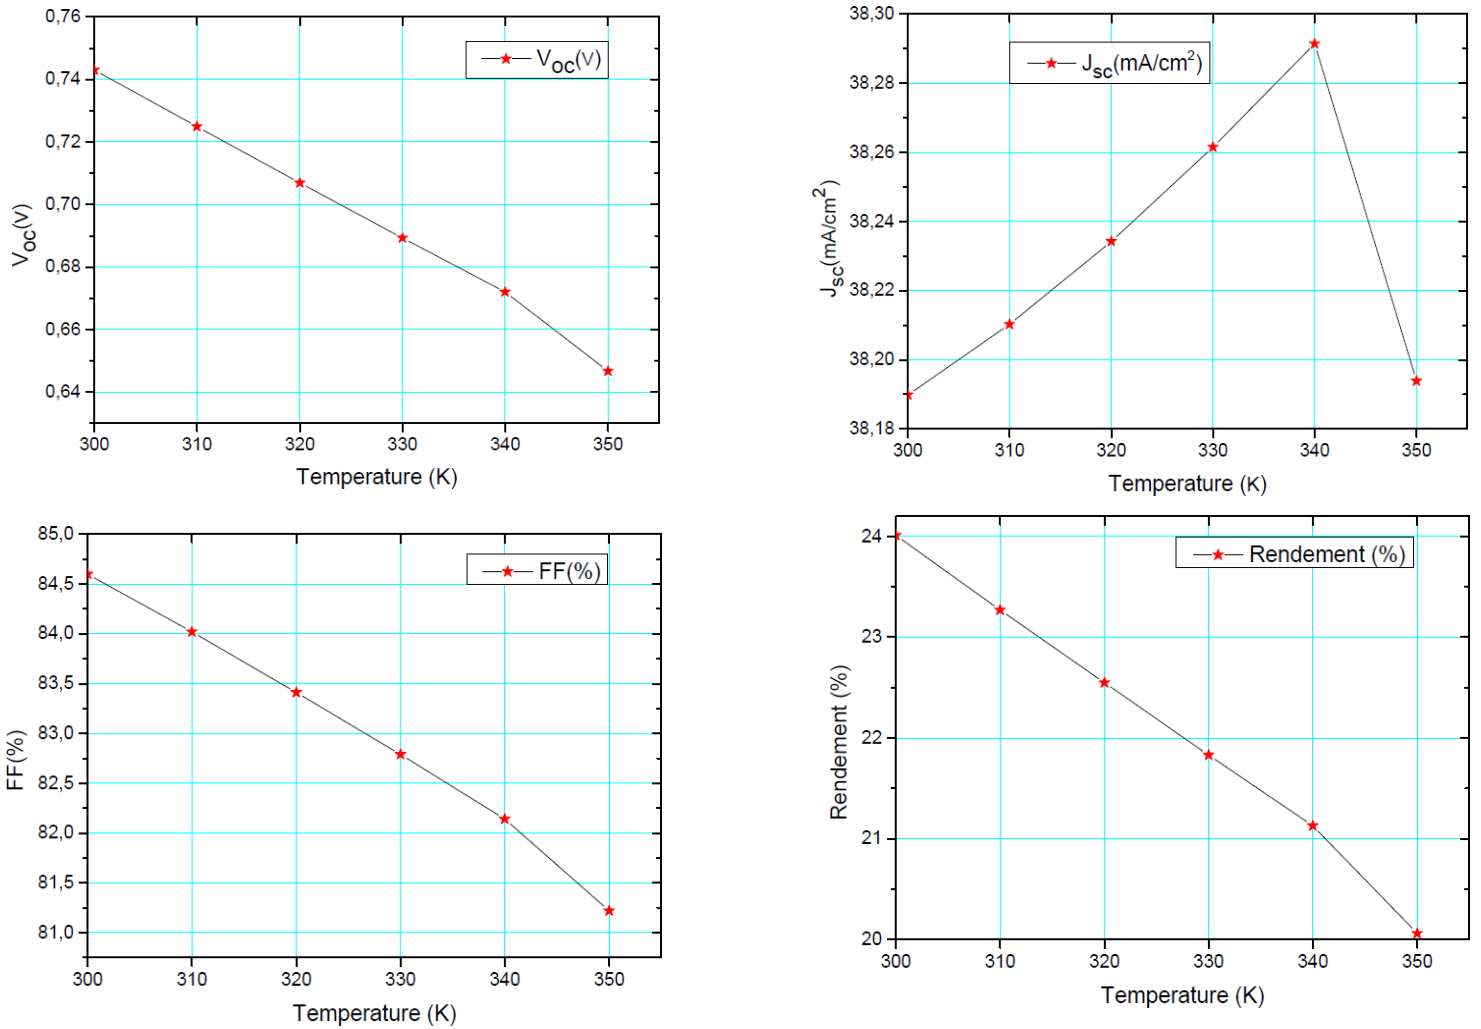 0,76
0,74
0,72
0,70
0,68
0,66
0,64
V_oc(V)
V_oc(V)
300 310 320 330 340 350
Temperature (K)
38,30
38,28
38,26
38,24
38,22
38,20
38,18
J_sc(mA/cm²)
J_sc(mA/cm²)
300 310 320 330 340 350
Temperature (K)
85,0
84,5
84,0
83,5
83,0
82,5
82,0
81,5
81,0
FF(%)
FF(%)
300 310 320 330 340 350
Temperature (K)
24
23
22
21
20
Rendement (%)
Rendement (%)
300 310 320 330 340 350
Temperature (K)